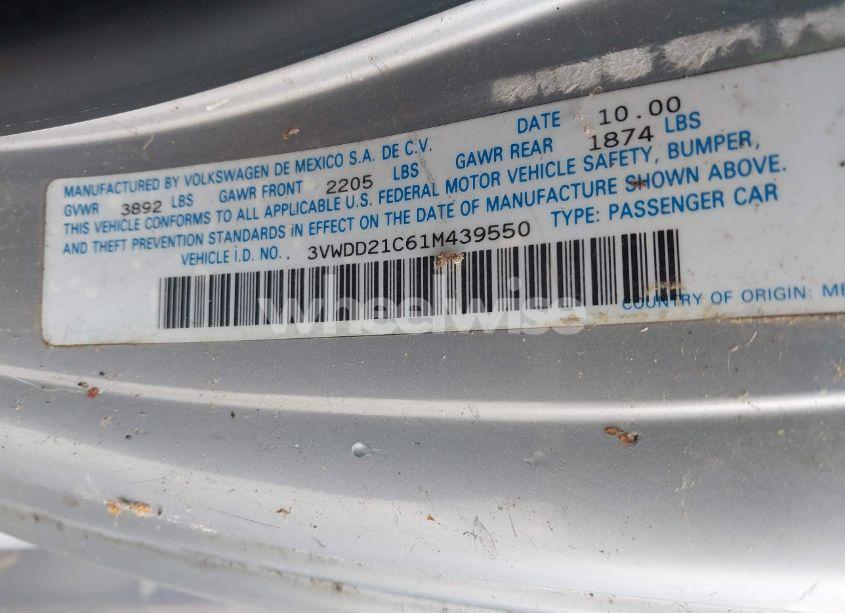 MANUFACTURED BY VOLKSWAGEN DE MEXICO S.A. DE C.V. DATE 10.00
GVWR 3892 LBS GAWR FRONT 2205 LBS GAWR REAR 1874 LBS
THIS VEHICLE CONFORMS TO ALL APPLICABLE U.S. FEDERAL MOTOR VEHICLE SAFETY, BUMPER,
AND THEFT PREVENTION STANDARDS IN EFFECT ON THE DATE OF MANUFACTURE SHOWN ABOVE.
VEHICLE I.D. NO. 3VWDD21C61M439550 TYPE: PASSENGER CAR
wheelwise
COUNTRY OF ORIGIN: ME